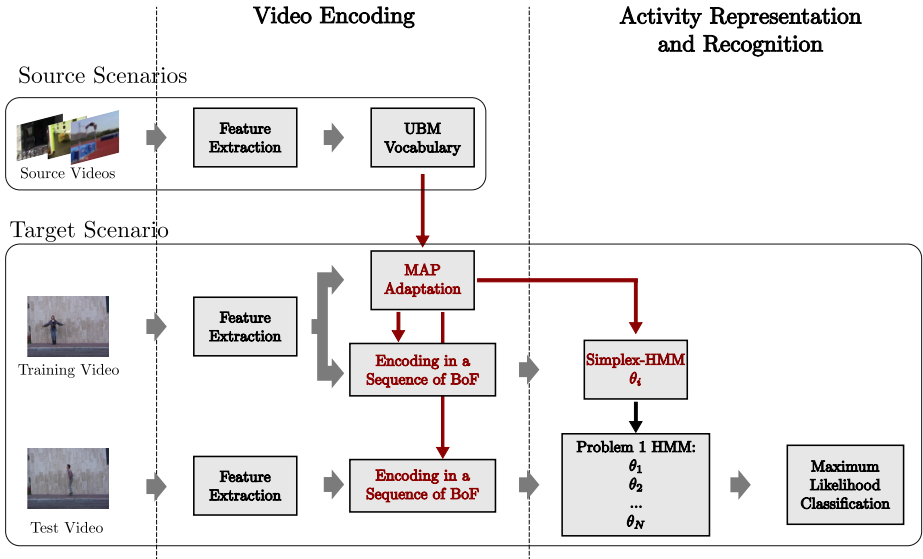 Video Encoding
Activity Representation
and Recognition
Source Scenarios
Source Videos
Feature
Extraction
UBM
Vocabulary
Target Scenario
MAP
Adaptation
Training Video
Feature
Extraction
Encoding in a
Sequence of BoF
Simplex-HMM
θi
Test Video
Feature
Extraction
Encoding in a
Sequence of BoF
Problem 1 HMM:
θ1
θ2
...
θN
Maximum
Likelihood
Classification